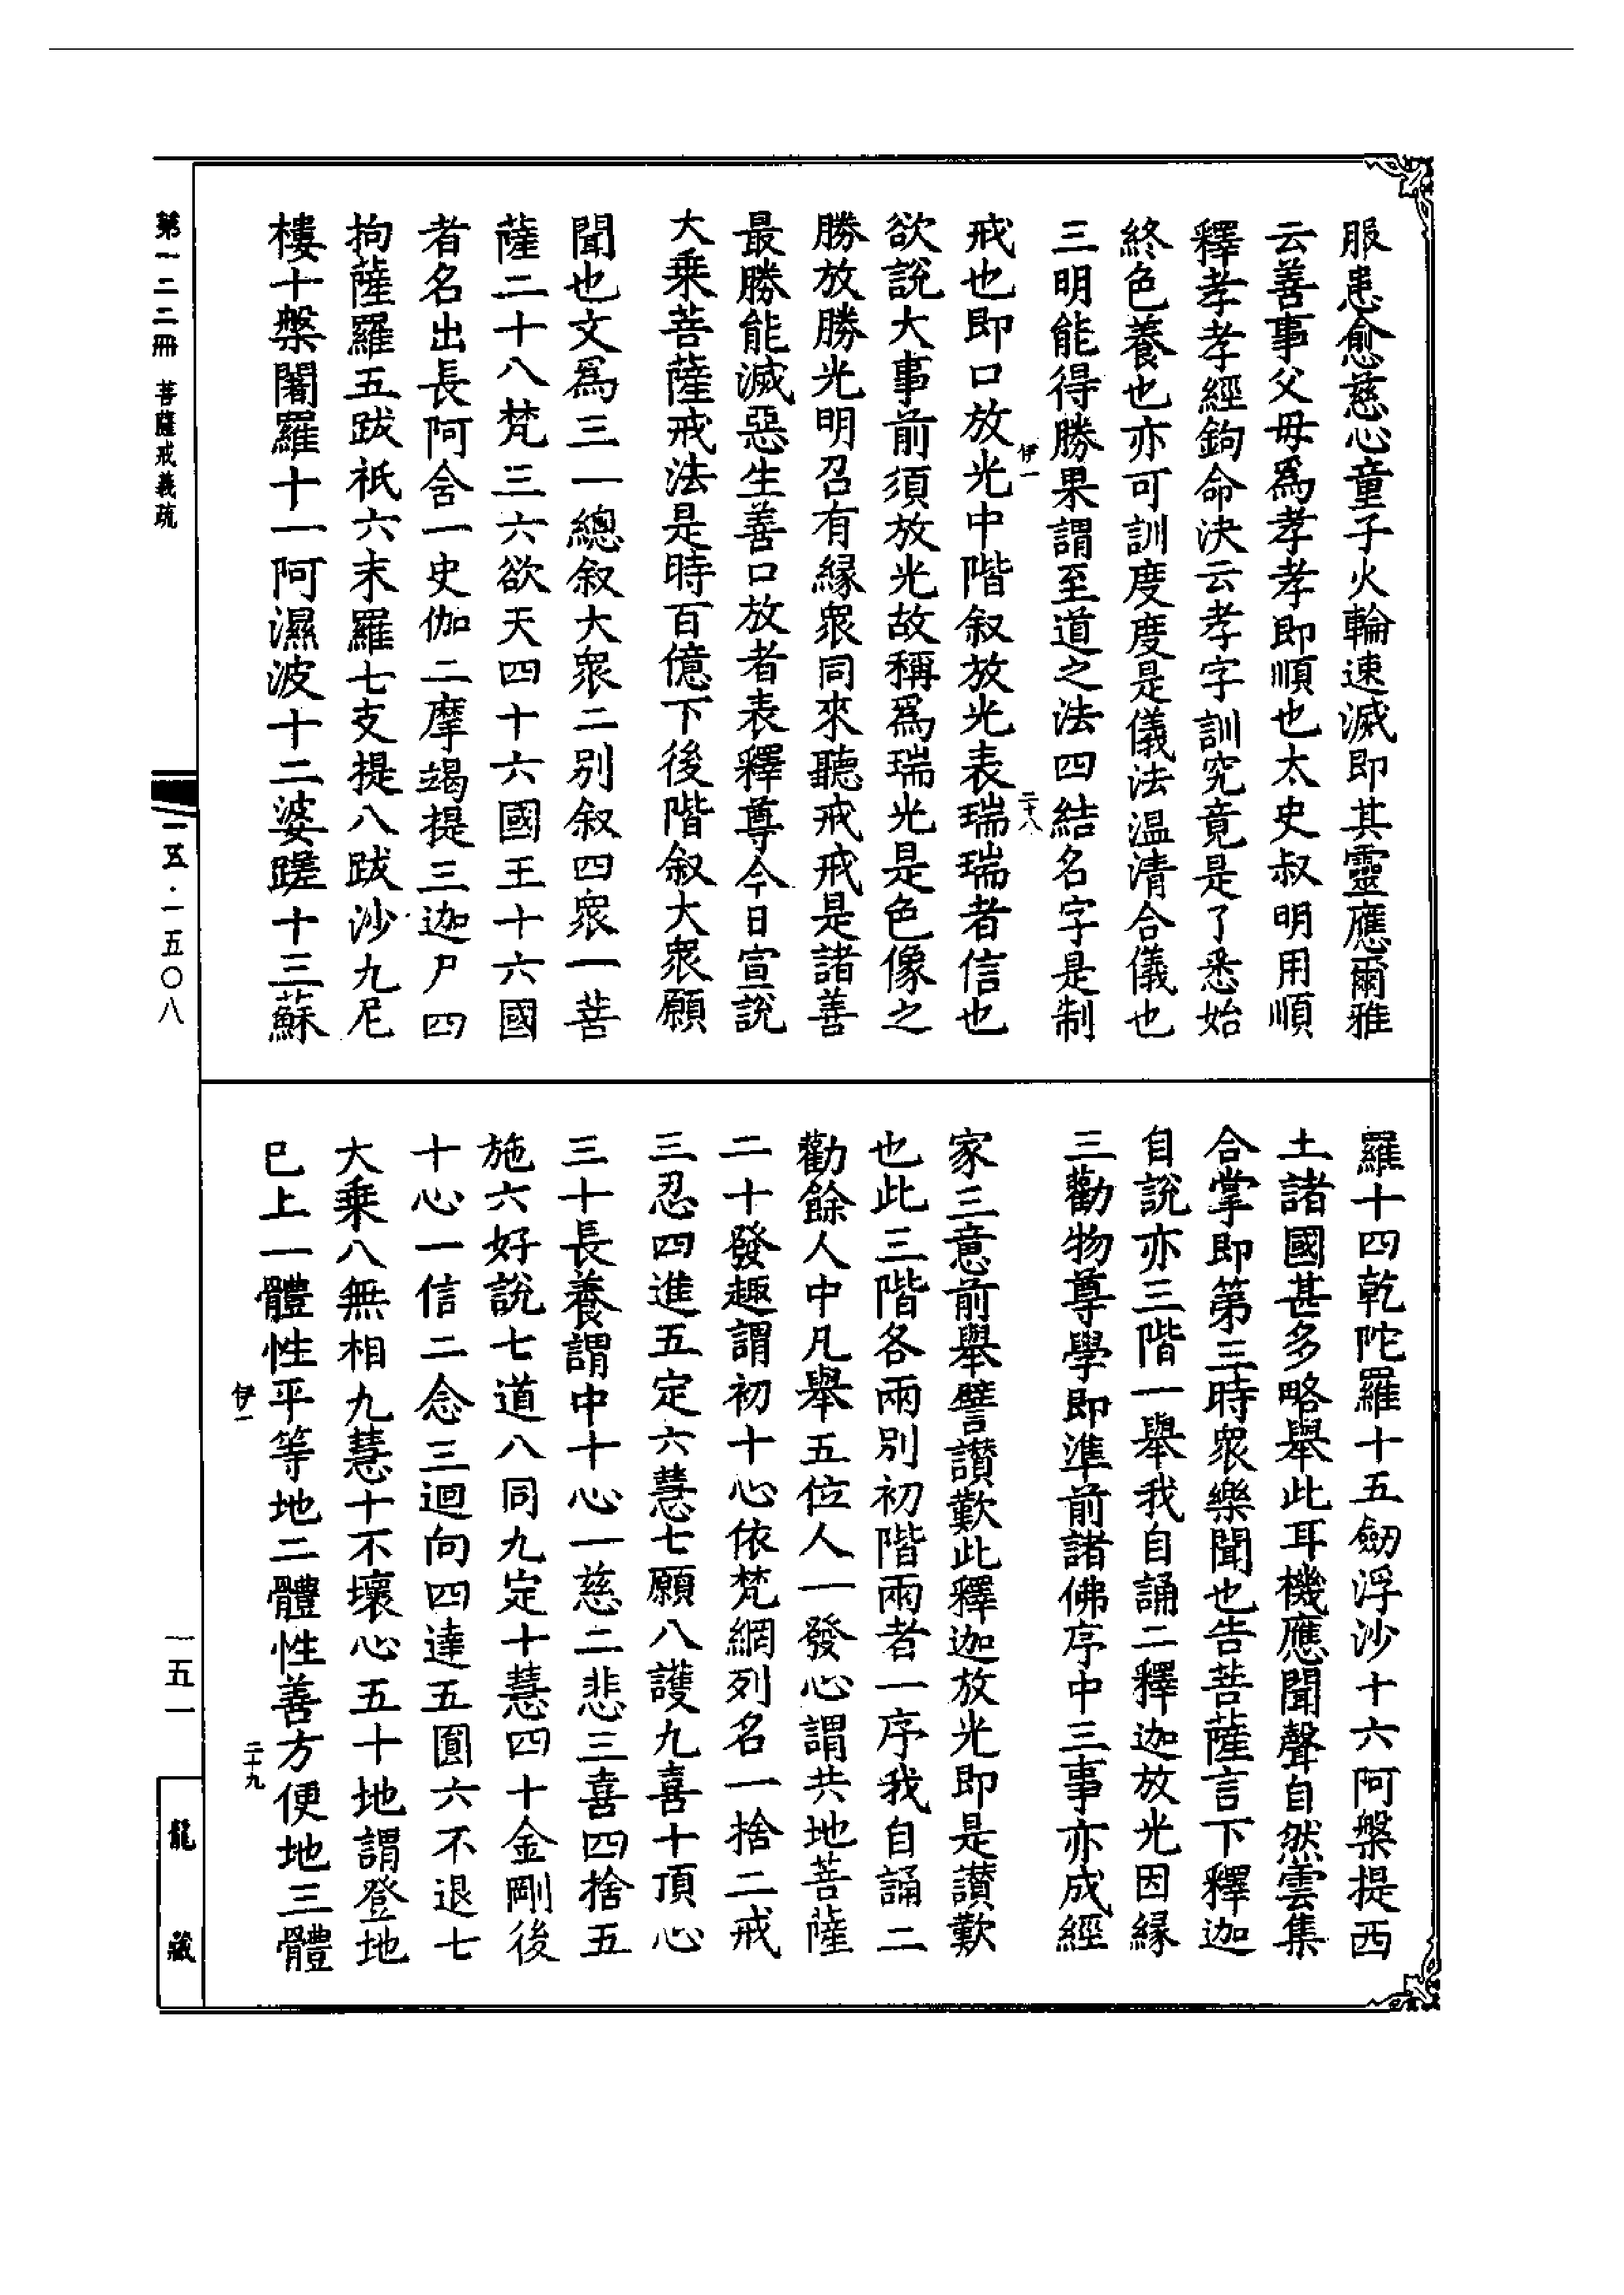 服患愈慈心童子火輪速滅即其靈應爾雅
云善事父母爲孝孝即順也太史叔明用順
釋孝孝經鉤命決云孝字訓究竟是了悉始
終色養也亦可訓度度是儀法温清合儀也
三明能得勝果謂至道之法四結名字是制
伊一
二十八
戒也即口放光中階叙放光表瑞瑞者信也
欲說大事前須放光故稱爲瑞光是色像之
勝放勝光明召有緣衆同來聽戒戒是諸善
最勝能滅惡生善口放者表釋尊今日宣說
大乘菩薩戒法是時百億下後階叙大衆願
聞也文爲三一總叙大衆二別叙四衆一菩
薩二十八梵三六欲天四十六國王十六國
者名出長阿含一史伽二摩竭提三迦尸四
拘薩羅五跋祇六末羅七支提八跋沙九尼
樓十槃闍羅十一阿濕波十二婆蹉十三蘇
羅十四乾陀羅十五劒浮沙十六阿槃提西
土諸國甚多略舉此耳機應聞聲自然雲集
合掌即第三時衆樂聞也告菩薩言下釋迦
自說亦三階一舉我自誦二釋迦放光因緣
三勸物尊學即準前諸佛序中三事亦成經
家三意前舉譬讃歎此釋迦放光即是讃歎
也此三階各兩別初階兩者一序我自誦二
勸餘人中凡舉五位人一發心謂共地菩薩
二十發趣謂初十心依梵網列名一捨二戒
三忍四進五定六慧七願八護九喜十頂心
三十長養謂中十心一慈二悲三喜四捨五
施六好說七道八同九定十慧四十金剛後
十心一信二念三迴向四達五圓六不退七
大乘八無相九慧十不壞心五十地謂登地
巳上一體性平等地二體性善方便地三體
伊一
二十九
第一二二冊 菩薩戒義疏
一五·一五〇八
一五一
龍藏